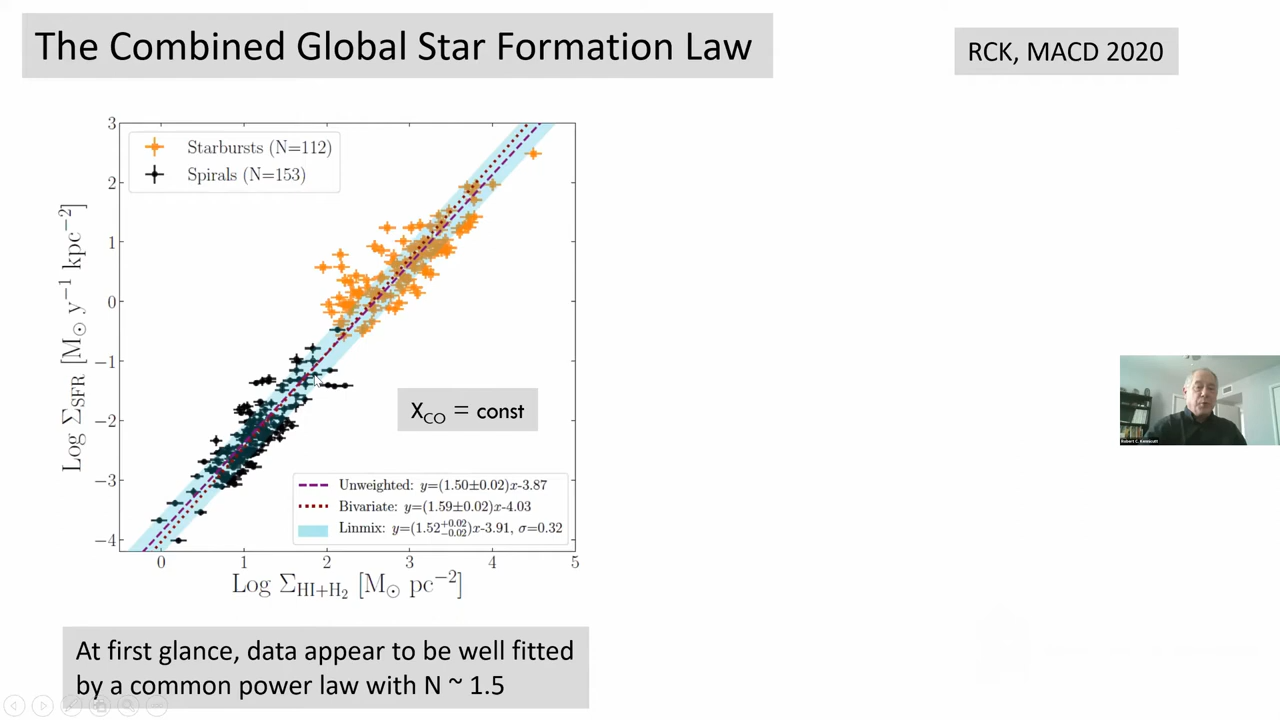 The Combined Global Star Formation Law
RCK, MACD 2020
Starbursts (N=112)
Spirals (N=153)
3
2
1
0
−1
−2
−3
−4
Log Σ_SFR [M_⊙ y^−1 kpc^−2]
X_CO = const
Unweighted: y=(1.50±0.02)x-3.87
Bivariate: y=(1.59±0.02)x-4.03
Linmix: y=(1.52^+0.02_−0.02)x-3.91, σ=0.32
0 1 2 3 4 5
Log Σ_HI+H_2 [M_⊙ pc^−2]
Robert C. Kennicutt
At first glance, data appear to be well fitted
by a common power law with N ~ 1.5